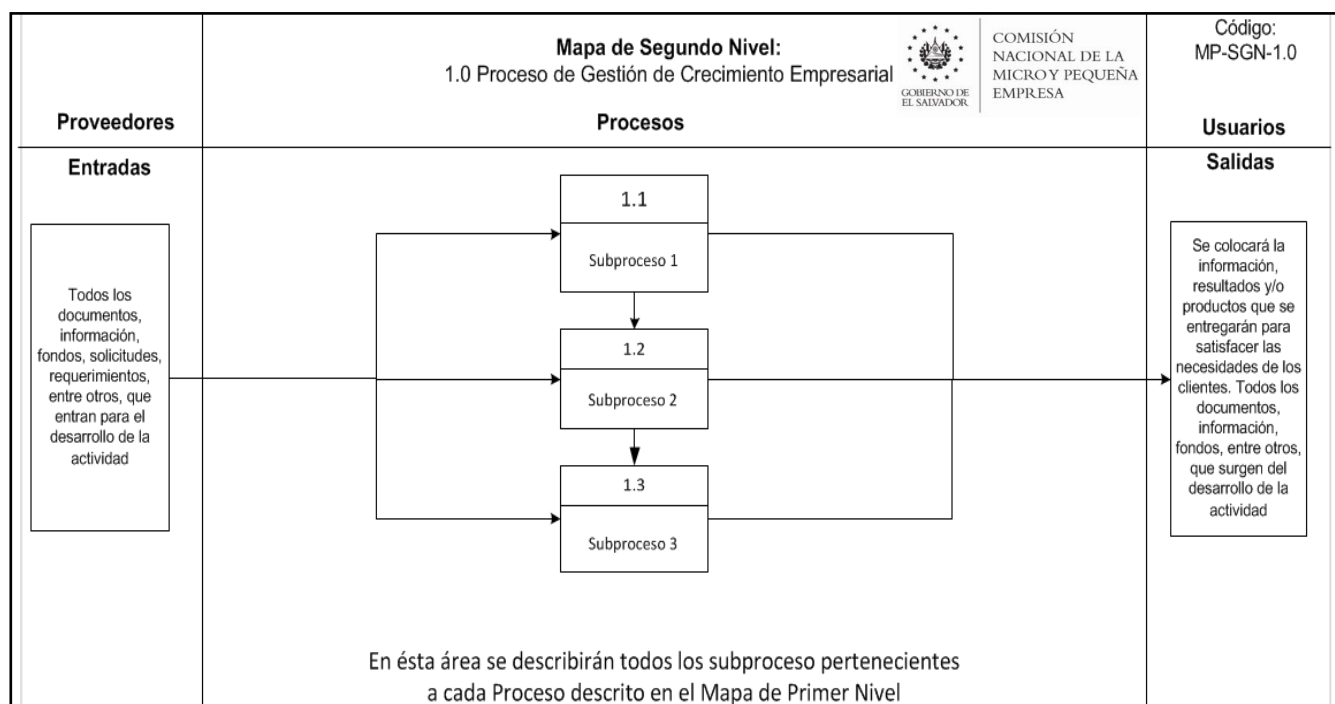 Mapa de Segundo Nivel:
1.0 Proceso de Gestión de Crecimiento Empresarial
GOBIERNO DE
EL SALVADOR
COMISIÓN
NACIONAL DE LA
MICRO Y PEQUEÑA
EMPRESA
Código:
MP-SGN-1.0
Proveedores
Procesos
Usuarios
Entradas
Salidas
Todos los
documentos,
información,
fondos, solicitudes,
requerimientos,
entre otros, que
entran para el
desarrollo de la
actividad
1.1
Subproceso 1
1.2
Subproceso 2
1.3
Subproceso 3
Se colocará la
información,
resultados y/o
productos que se
entregarán para
satisfacer las
necesidades de los
clientes. Todos los
documentos,
información,
fondos, entre otros,
que surgen del
desarrollo de la
actividad
En ésta área se describirán todos los subproceso pertenecientes
a cada Proceso descrito en el Mapa de Primer Nivel